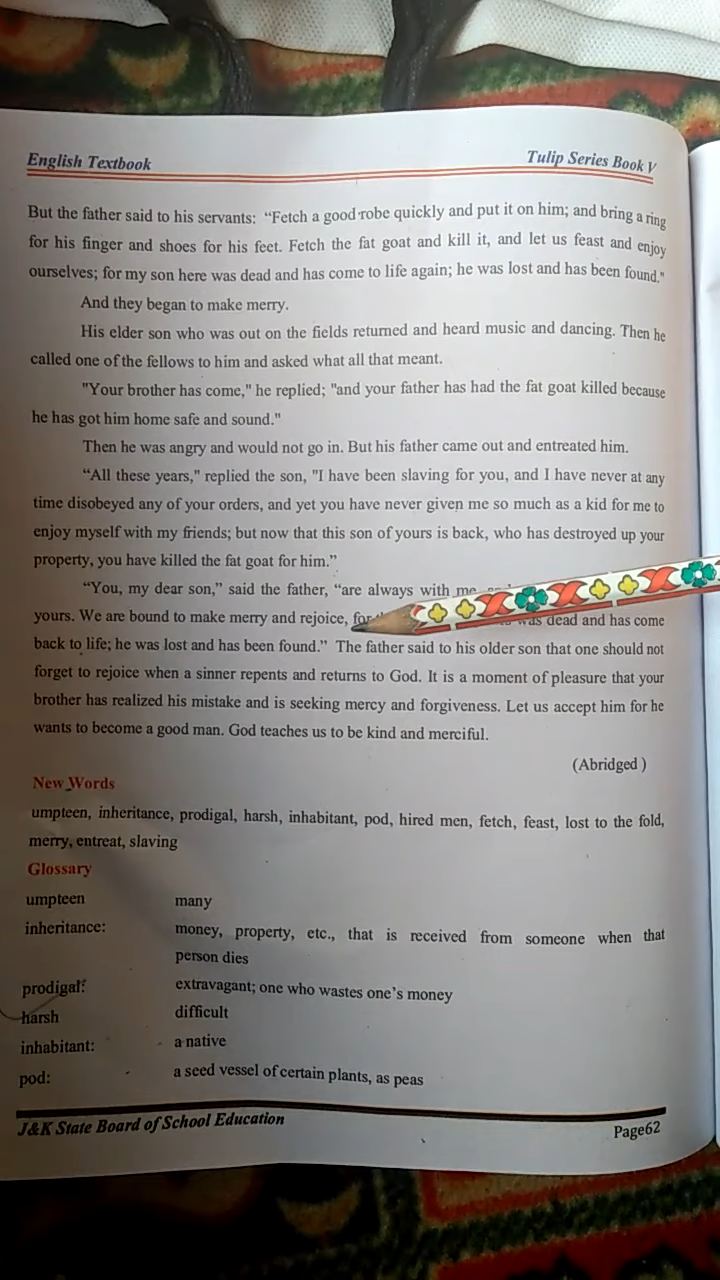 English Textbook
Tulip Series Book V
But the father said to his servants: “Fetch a good robe quickly and put it on him; and bring a ring
for his finger and shoes for his feet. Fetch the fat goat and kill it, and let us feast and enjoy
ourselves; for my son here was dead and has come to life again; he was lost and has been found."
And they began to make merry.
His elder son who was out on the fields returned and heard music and dancing. Then he
called one of the fellows to him and asked what all that meant.
"Your brother has come," he replied; "and your father has had the fat goat killed because
he has got him home safe and sound."
Then he was angry and would not go in. But his father came out and entreated him.
“All these years," replied the son, "I have been slaving for you, and I have never at any
time disobeyed any of your orders, and yet you have never given me so much as a kid for me to
enjoy myself with my friends; but now that this son of yours is back, who has destroyed up your
property, you have killed the fat goat for him.”
“You, my dear son,” said the father, “are always with me
yours. We are bound to make merry and rejoice, for was dead and has come
back to life; he was lost and has been found.” The father said to his older son that one should not
forget to rejoice when a sinner repents and returns to God. It is a moment of pleasure that your
brother has realized his mistake and is seeking mercy and forgiveness. Let us accept him for he
wants to become a good man. God teaches us to be kind and merciful.
(Abridged )
New Words
umpteen, inheritance, prodigal, harsh, inhabitant, pod, hired men, fetch, feast, lost to the fold,
merry, entreat, slaving
Glossary
umpteen many
inheritance: money, property, etc., that is received from someone when that
person dies
prodigal: extravagant; one who wastes one’s money
harsh difficult
inhabitant: a native
pod: a seed vessel of certain plants, as peas
J&K State Board of School Education
Page62